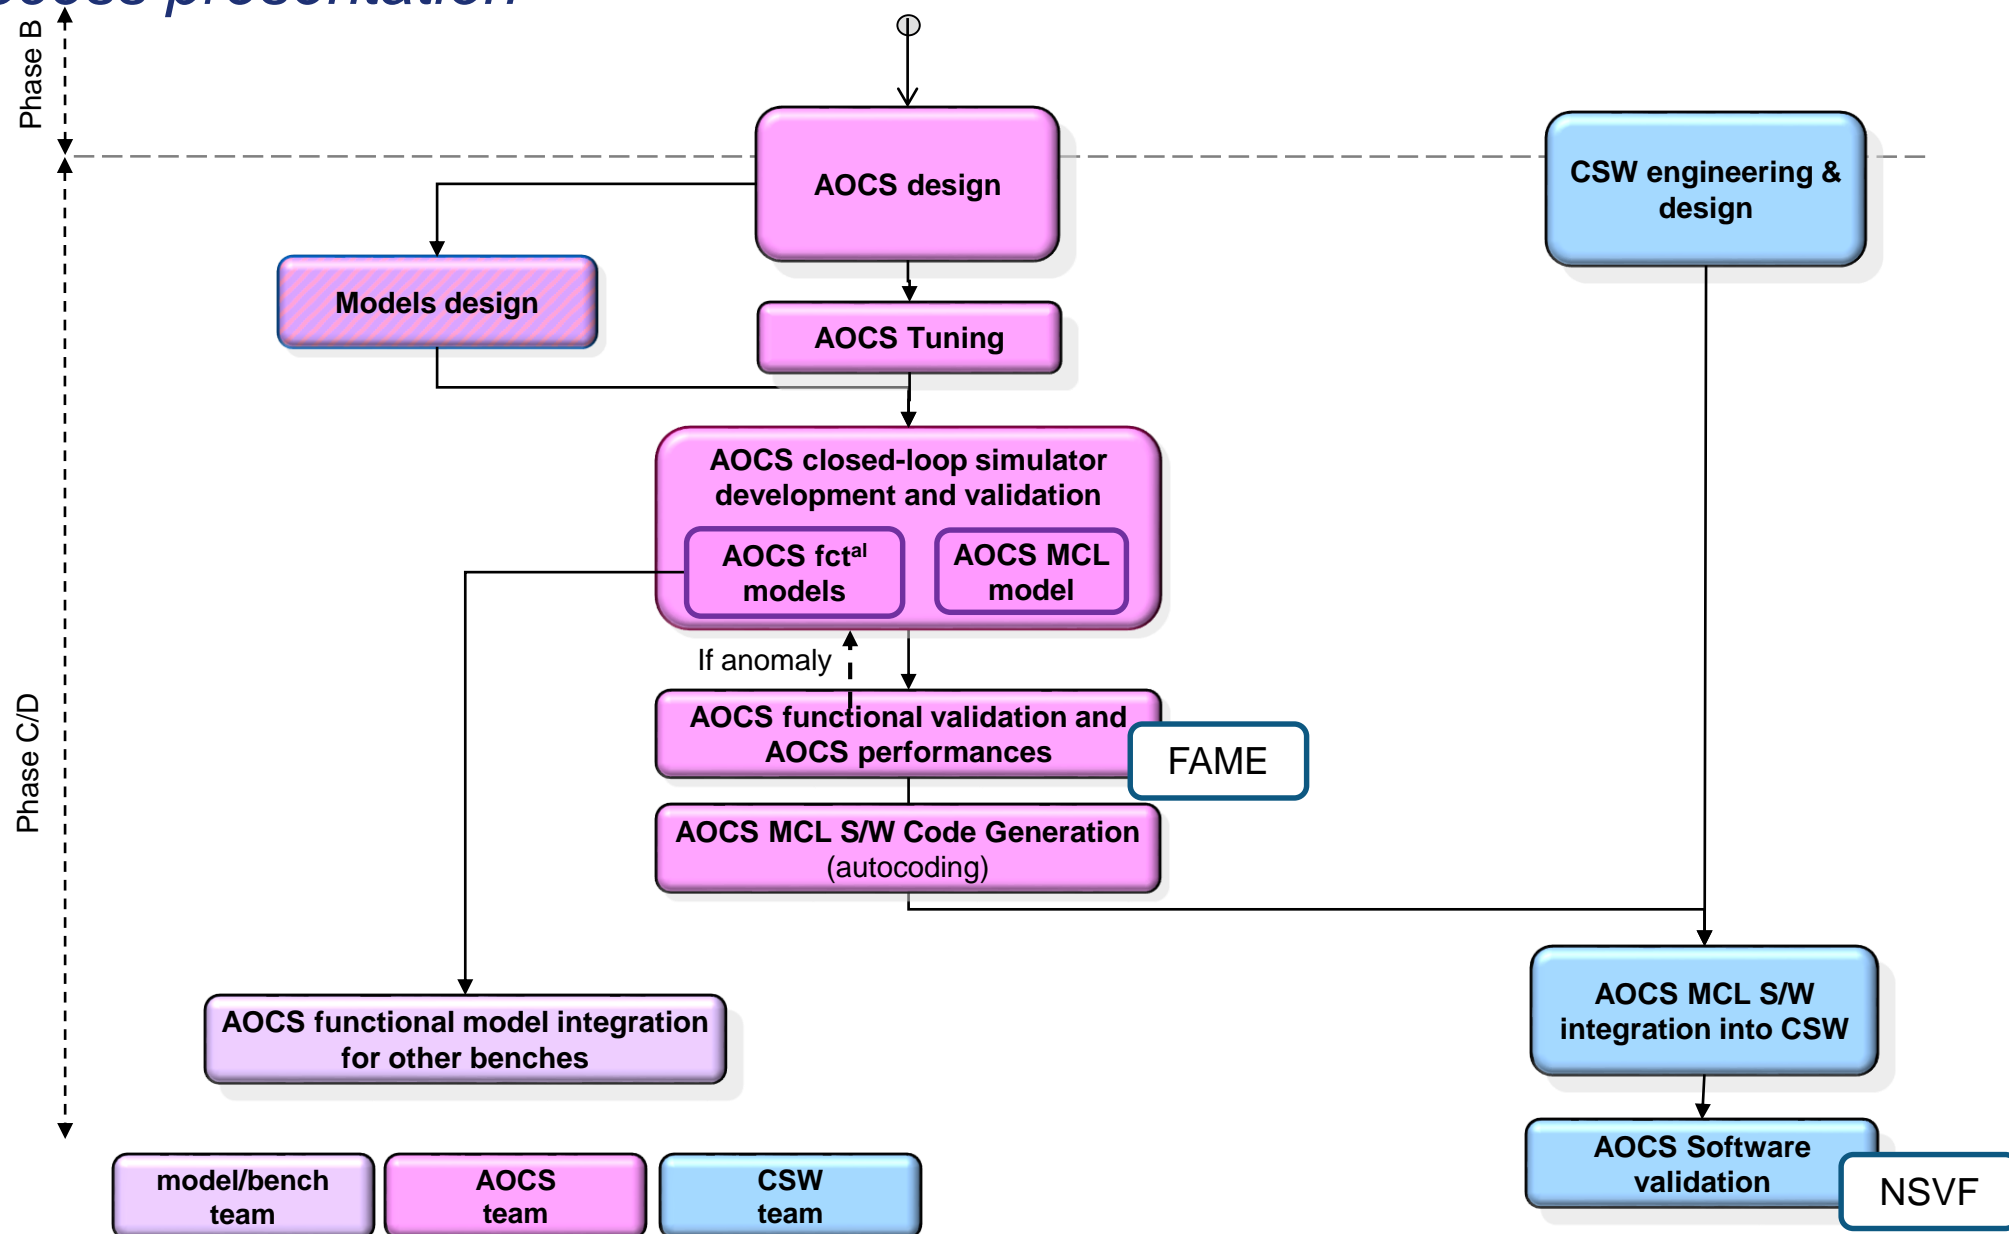 presentation
Phase B
AOCS design
CSW engineering &
design
Models design
AOCS Tuning
AOCS closed-loop simulator
development and validation
AOCS fctal
models
AOCS MCL
model
If anomaly
Phase C/D
AOCS functional validation and
AOCS performances
FAME
AOCS MCL S/W Code Generation
(autocoding)
AOCS functional model integration
for other benches
AOCS MCL S/W
integration into CSW
AOCS Software
validation
NSVF
model/bench
team
AOCS
team
CSW
team